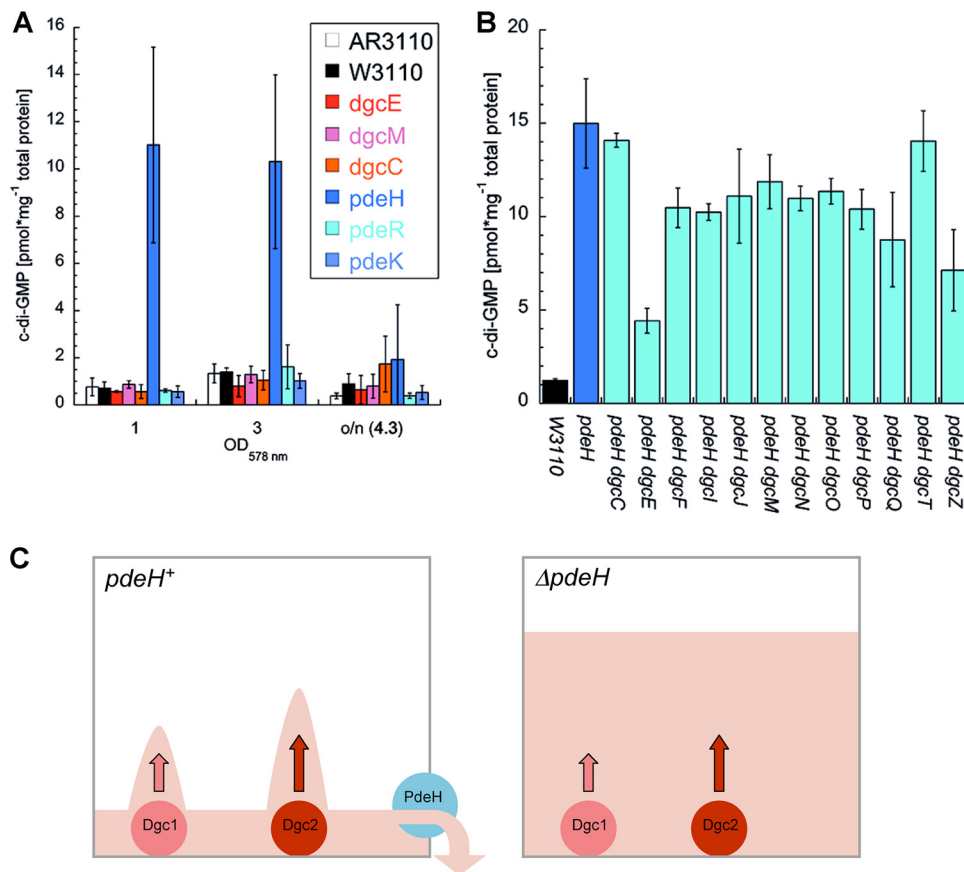 A
c-di-GMP [pmol*mg⁻¹ total protein]
16
14
12
10
8
6
4
2
0
AR3110
W3110
dgcE
dgcM
dgcC
pdeH
pdeR
pdeK
1
3
o/n (4.3)
OD578 nm
B
c-di-GMP [pmol*mg⁻¹ total protein]
20
15
10
5
0
W3110
pdeH
pdeH dgcC
pdeH dgcE
pdeH dgcF
pdeH dgcI
pdeH dgcJ
pdeH dgcM
pdeH dgcN
pdeH dgcO
pdeH dgcP
pdeH dgcQ
pdeH dgcT
pdeH dgcZ
C
pdeH⁺
Dgc1
Dgc2
PdeH
ΔpdeH
Dgc1
Dgc2